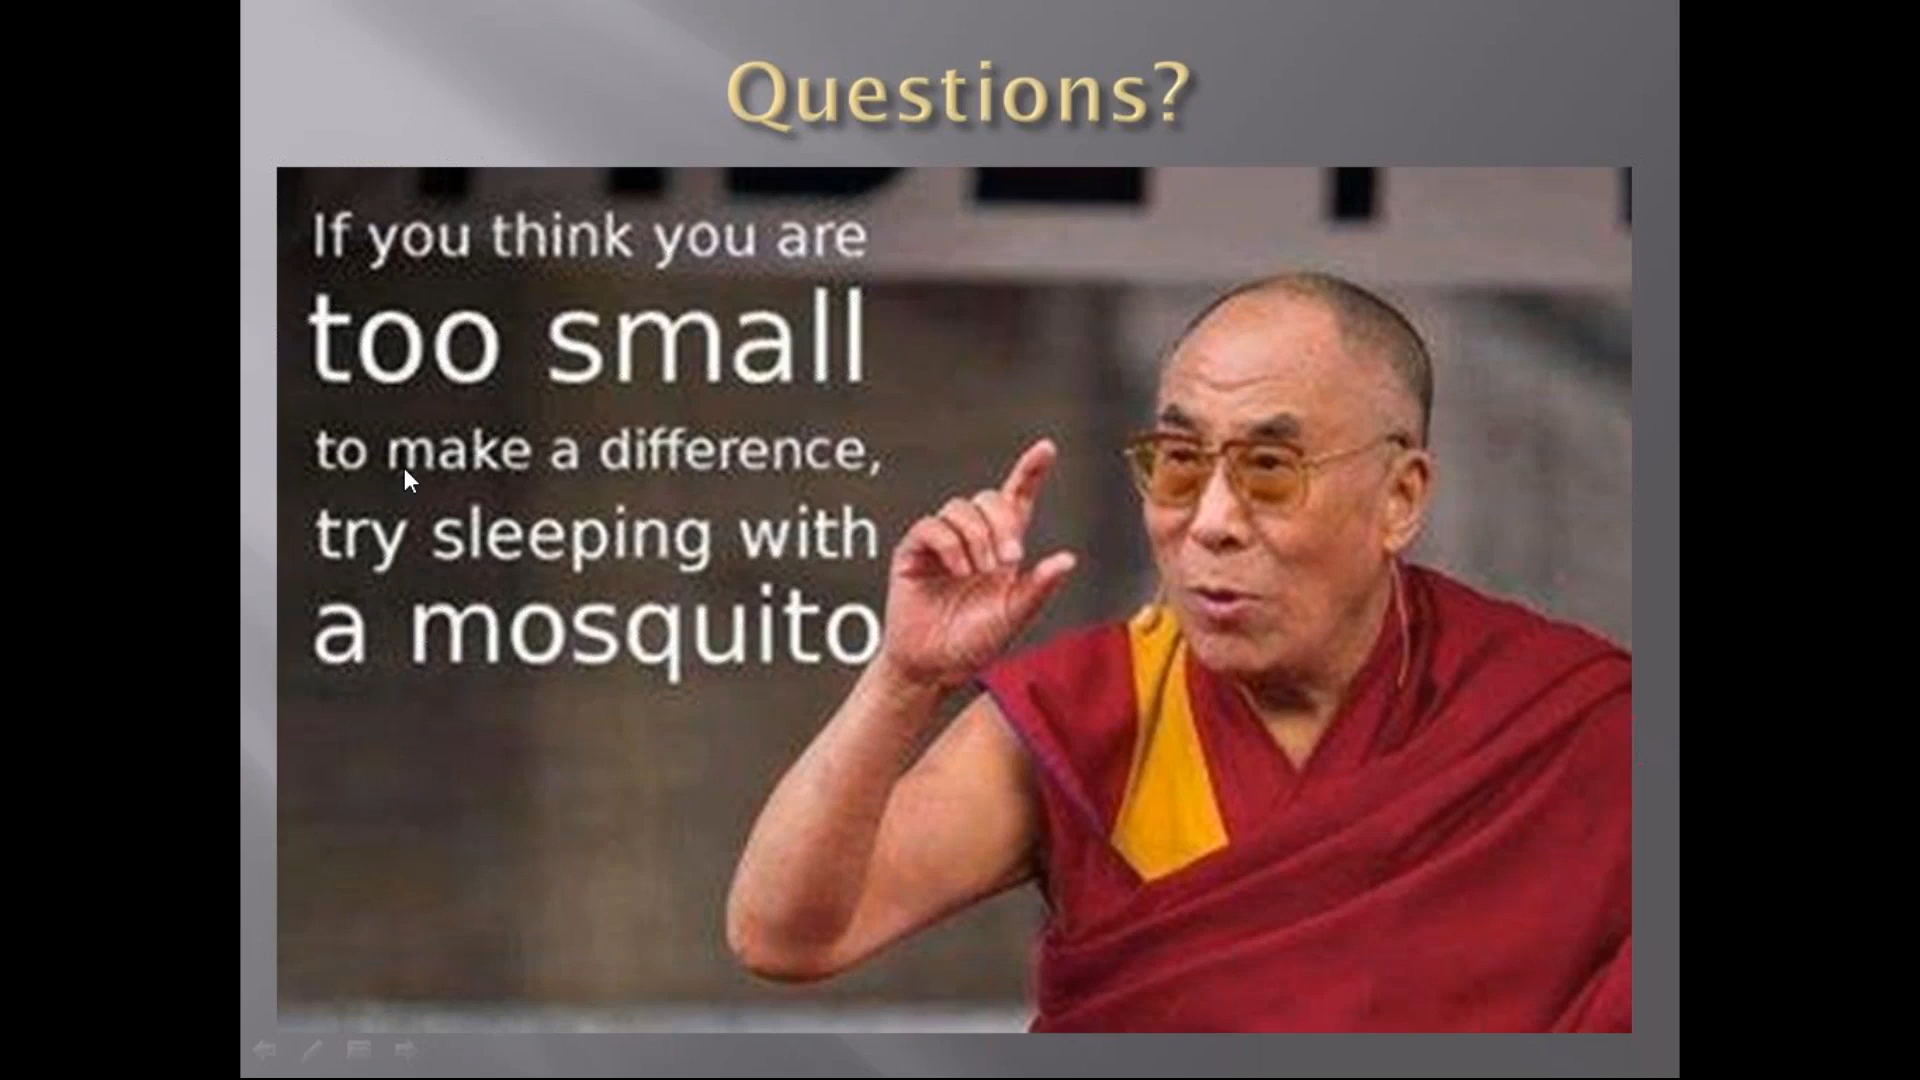 Questions?
If you think you are
too small
to make a difference,
try sleeping with
a mosquito